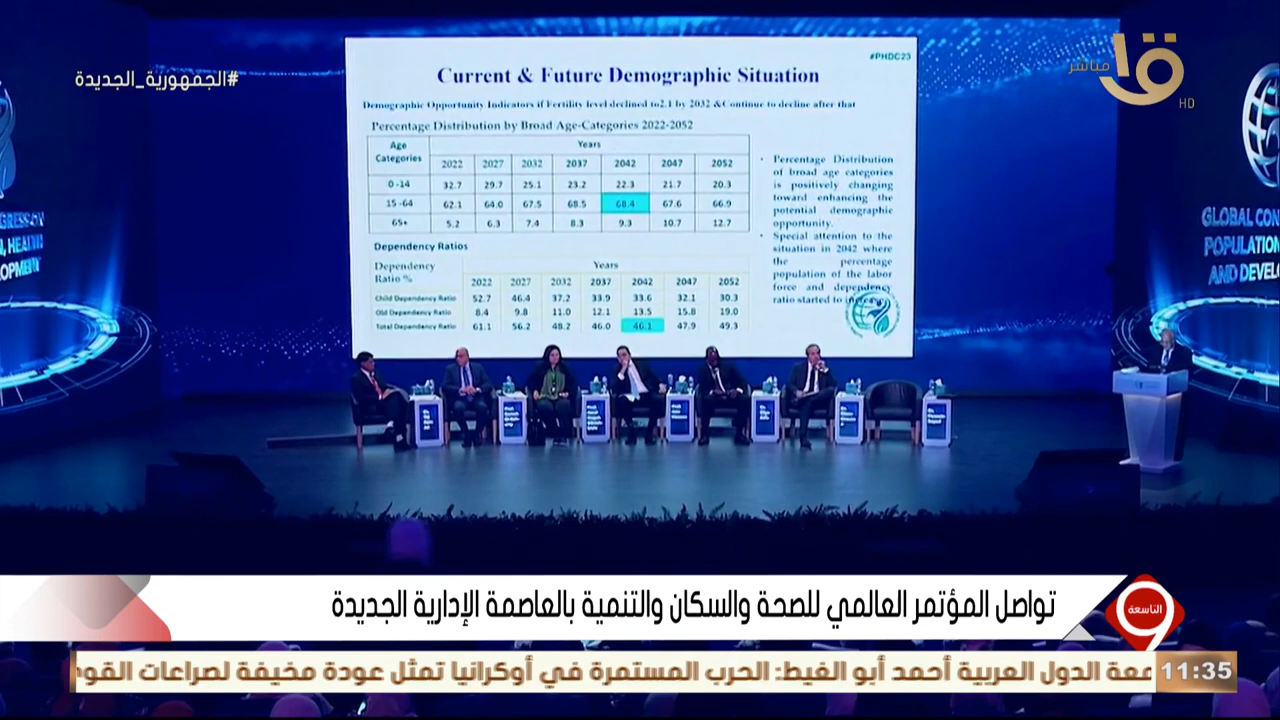 #الجمهورية_الجديدة
مباشر
HD
#PHDC23
Current & Future Demographic Situation
Demographic Opportunity Indicators if Fertility level declined to2.1 by 2032 &Continue to decline after that
Percentage Distribution by Broad Age-Categories 2022-2052
Age Categories Years
2022 2027 2032 2037 2042 2047 2052
0-14 32.7 29.7 25.1 23.2 22.3 21.7 20.3
15-64 62.1 64.0 67.5 68.5 68.4 67.6 66.9
65+ 5.2 6.3 7.4 8.3 9.3 10.7 12.7
Dependency Ratios
Dependency Ratio % Years
2022 2027 2032 2037 2042 2047 2052
Child Dependency Ratio 52.7 46.4 37.2 33.9 33.6 32.1 30.3
Old Dependency Ratio 8.4 9.8 11.0 12.1 13.5 15.8 19.0
Total Dependency Ratio 61.1 56.2 48.2 46.0 46.1 47.9 49.3
• Percentage Distribution
of broad age categories
is positively changing
toward enhancing the
potential demographic
opportunity.
• Special attention to the
situation in 2042 where
the percentage
population of the labor
force and dependency
ratio started to increase
GLOBAL CON
POPULATION
AND DEVEL
تواصل المؤتمر العالمي للصحة والسكان والتنمية بالعاصمة الإدارية الجديدة
التاسعة
9
معة الدول العربية أحمد أبو الغيط: الحرب المستمرة في أوكرانيا تمثل عودة مخيفة لصراعات القو
11:35